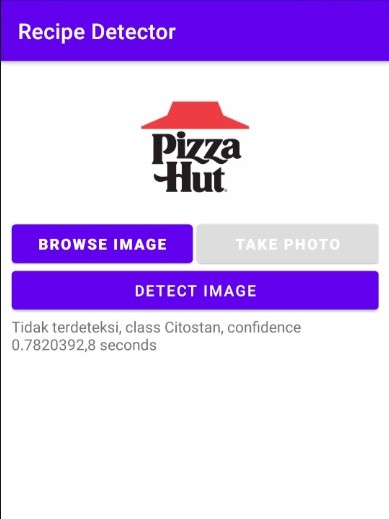 Recipe Detector
Pizza
Hut
BROWSE IMAGE
TAKE PHOTO
DETECT IMAGE
Tidak terdeteksi, class Citostan, confidence
0.7820392,8 seconds